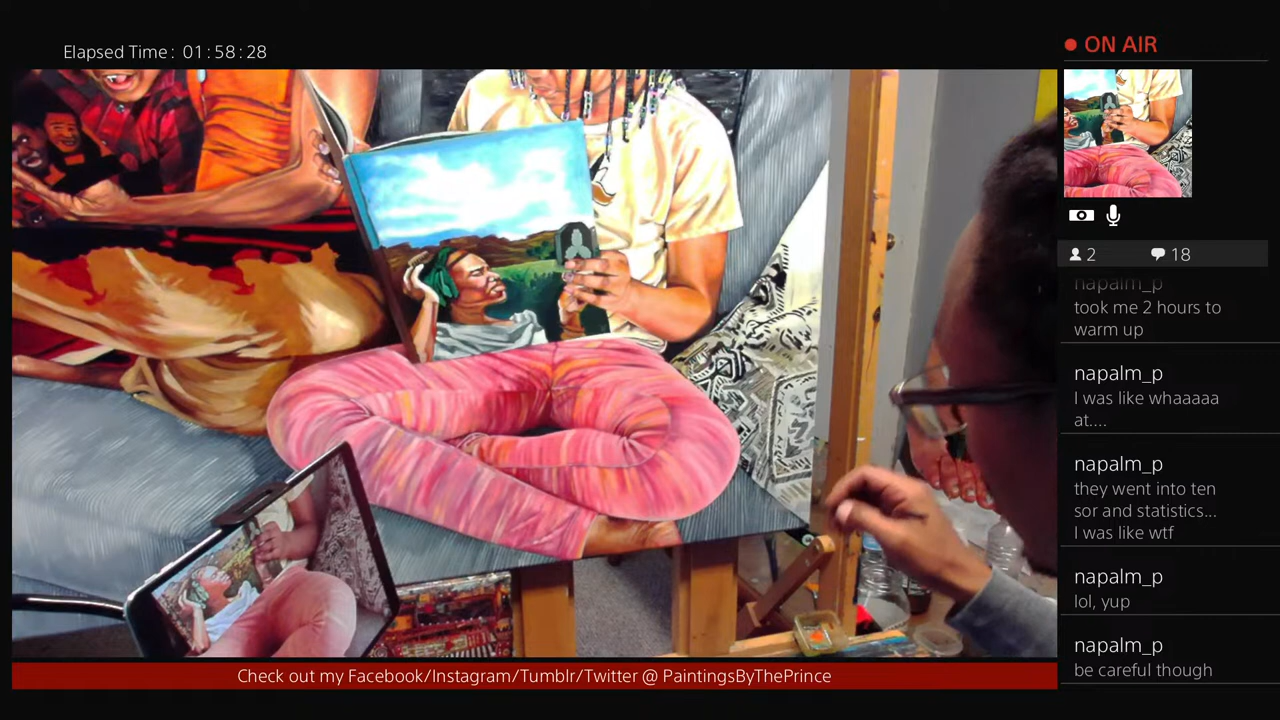 Elapsed Time: 01:58:28
ON AIR
2
18
napalm_p
took me 2 hours to
warm up
napalm_p
I was like whaaaaa
at....
napalm_p
they went into ten
sor and statistics...
I was like wtf
napalm_p
lol, yup
napalm_p
be careful though
Check out my Facebook/Instagram/Tumblr/Twitter @ PaintingsByThePrince